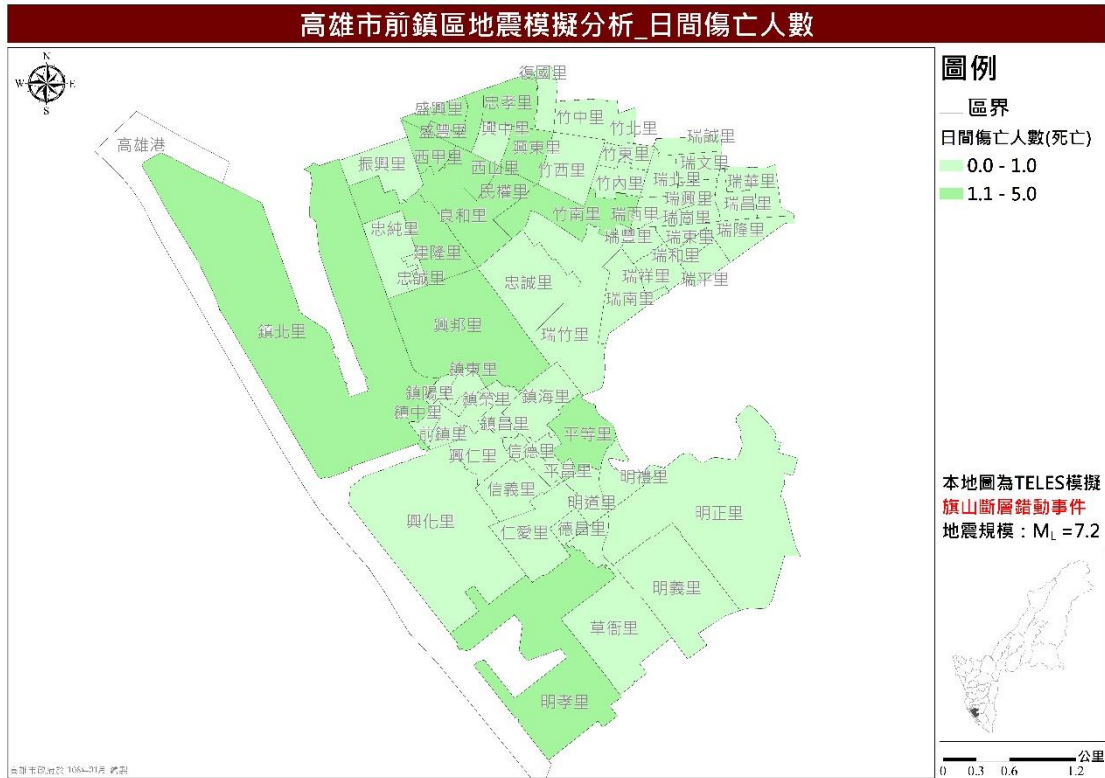 高雄市前鎮區地震模擬分析_日間傷亡人數
N
W
E
S
圖例
區界
日間傷亡人數(死亡)
0.0 - 1.0
1.1 - 5.0
復國里
盛興里
忠孝里
竹中里
高雄港
盛豐里
興中里
竹北里
瑞誠里
振興里
西甲里
興東里
竹東里
瑞文里
西山里
竹西里
竹內里
瑞北里
瑞華里
民權里
瑞興里
瑞昌里
良和里
竹南里
瑞西里
瑞崗里
忠純里
瑞豐里
瑞東里
瑞隆里
建隆里
瑞和里
忠誠里
忠誠里
瑞祥里
瑞平里
瑞南里
鎮北里
興邦里
瑞竹里
鎮東里
鎮陽里
鎮榮里
鎮海里
鎮中里
鎮昌里
前鎮里
平等里
興仁里
信德里
平昌里
明禮里
信義里
明道里
興化里
仁愛里
德昌里
明正里
明義里
草衙里
明孝里
本地圖為TELES模擬
旗山斷層錯動事件
地震規模：ML =7.2
公里
0 0.3 0.6 1.2